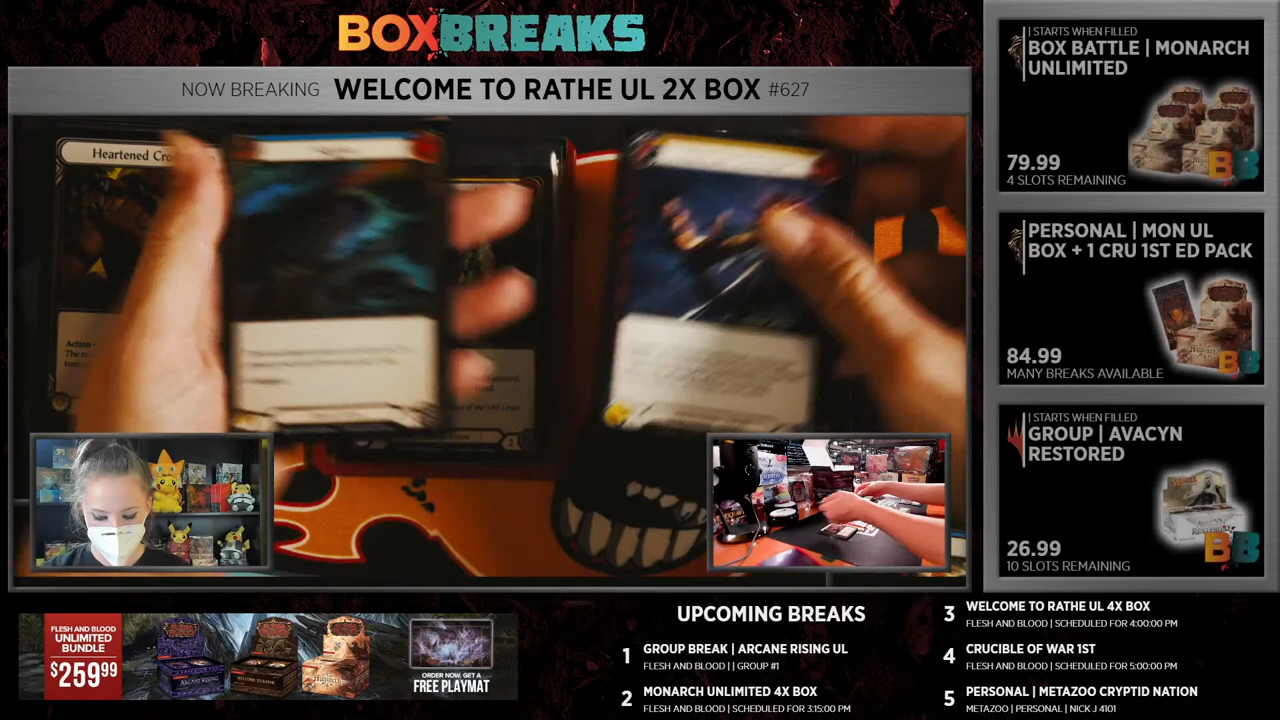 BOXBREAKS
NOW BREAKING WELCOME TO RATHE UL 2X BOX #627
Heartened
Action -
| STARTS WHEN FILLED
BOX BATTLE | MONARCH
UNLIMITED
79.99
4 SLOTS REMAINING
BB
PERSONAL | MON UL
BOX + 1 CRU 1ST ED PACK
84.99
MANY BREAKS AVAILABLE
BB
| STARTS WHEN FILLED
GROUP | AVACYN
RESTORED
26.99
10 SLOTS REMAINING
BB
FLESH AND BLOOD
UNLIMITED
BUNDLE
$259.99
ORDER NOW, GET A
FREE PLAYMAT
UPCOMING BREAKS
1 GROUP BREAK | ARCANE RISING UL
FLESH AND BLOOD | | GROUP #1
2 MONARCH UNLIMITED 4X BOX
FLESH AND BLOOD | SCHEDULED FOR 3:15:00 PM
3 WELCOME TO RATHE UL 4X BOX
FLESH AND BLOOD | SCHEDULED FOR 4:00:00 PM
4 CRUCIBLE OF WAR 1ST
FLESH AND BLOOD | SCHEDULED FOR 5:00:00 PM
5 PERSONAL | METAZOO CRYPTID NATION
METAZOO | PERSONAL | NICK J 4101